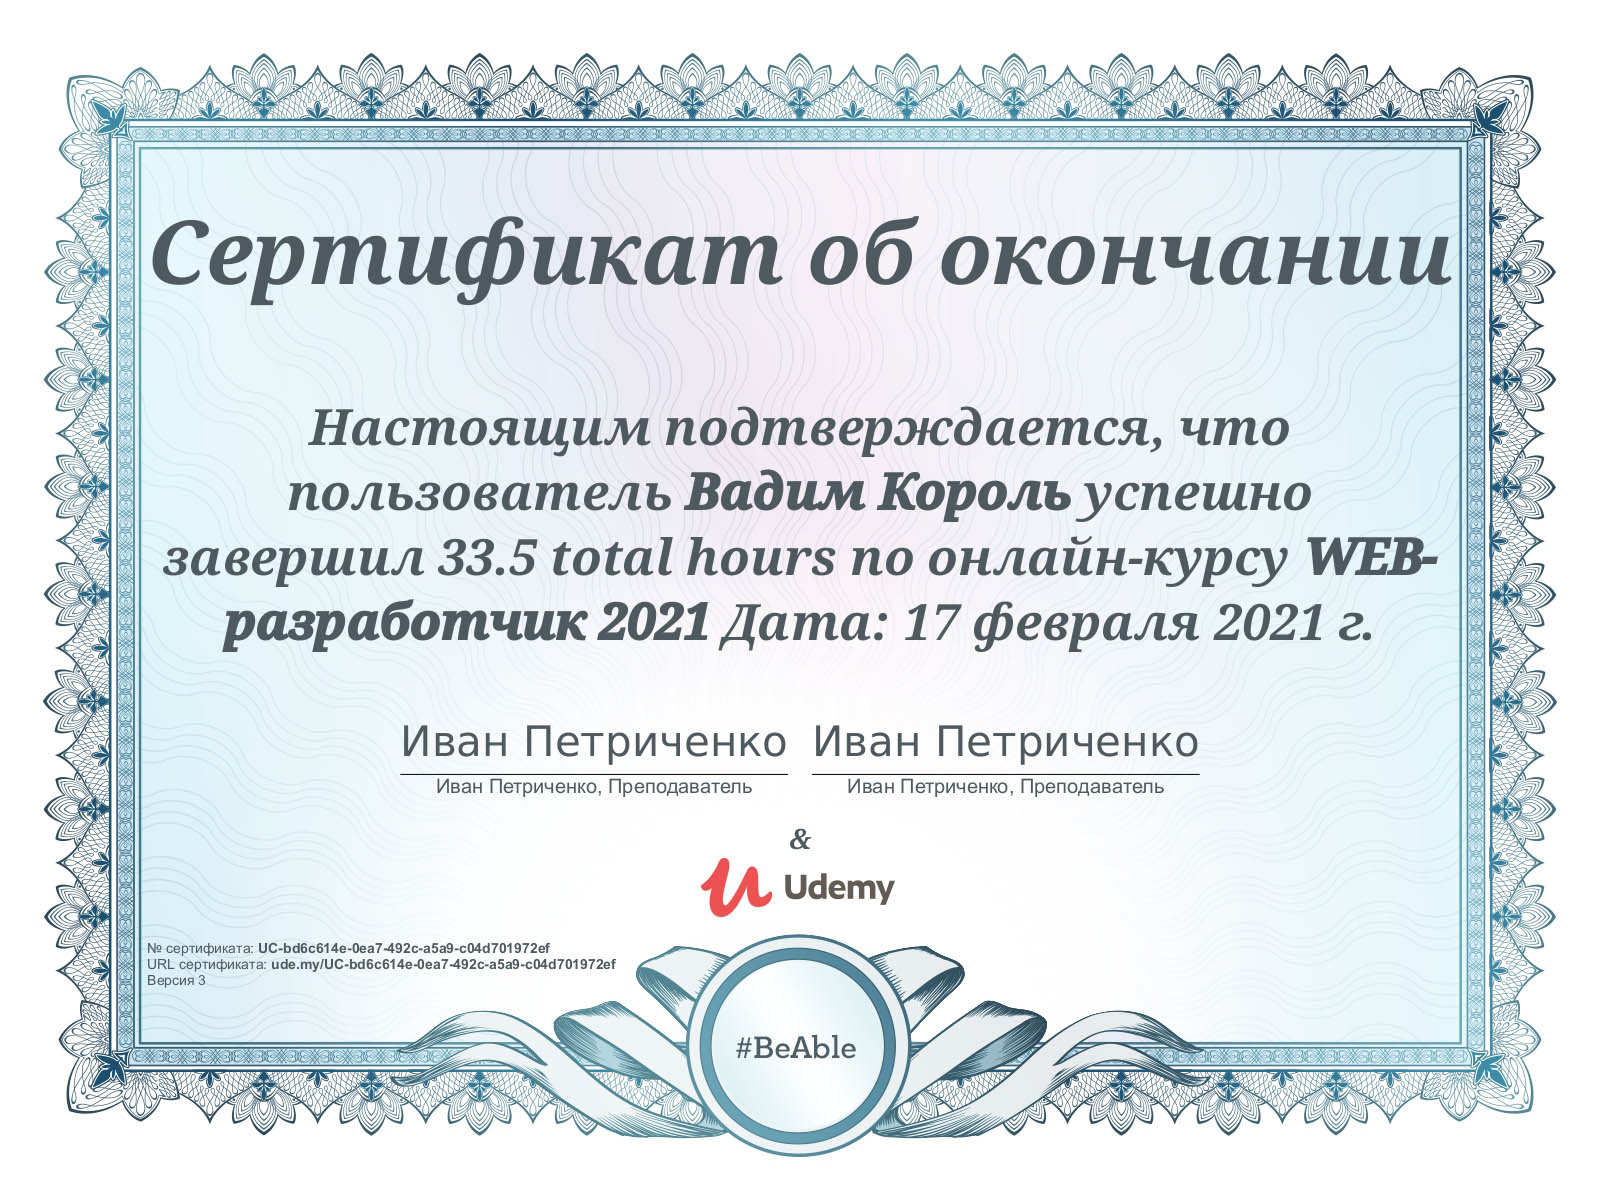 Сертификат об окончании
Настоящим подтверждается, что
пользователь Вадим Король успешно
завершил 33.5 total hours по онлайн-курсу WEB-
разработчик 2021 Дата: 17 февраля 2021 г.
Иван Петриченко Иван Петриченко
Иван Петриченко, Преподаватель Иван Петриченко, Преподаватель
&
Udemy
№ сертификата: UC-bd6c614e-0ea7-492c-a5a9-c04d701972ef
URL сертификата: ude.my/UC-bd6c614e-0ea7-492c-a5a9-c04d701972ef
Версия 3
#BeAble